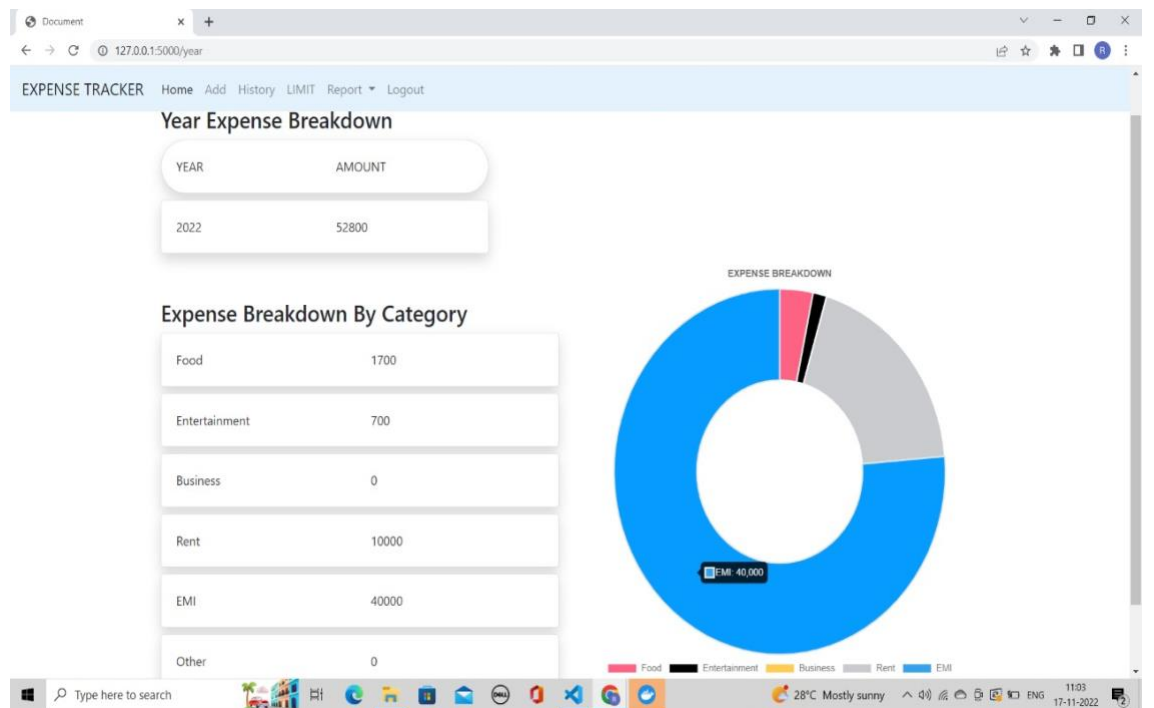 Document
127.0.0.1:5000/year
R
EXPENSE TRACKER Home Add History LIMIT Report Logout
Year Expense Breakdown
YEAR AMOUNT
2022 52800
Expense Breakdown By Category
Food 1700
Entertainment 700
Business 0
Rent 10000
EMI 40000
Other 0
EXPENSE BREAKDOWN
EMI: 40,000
Food Entertainment Business Rent EMI
Type here to search
DELL
28°C Mostly sunny
ENG
11:03
17-11-2022
2